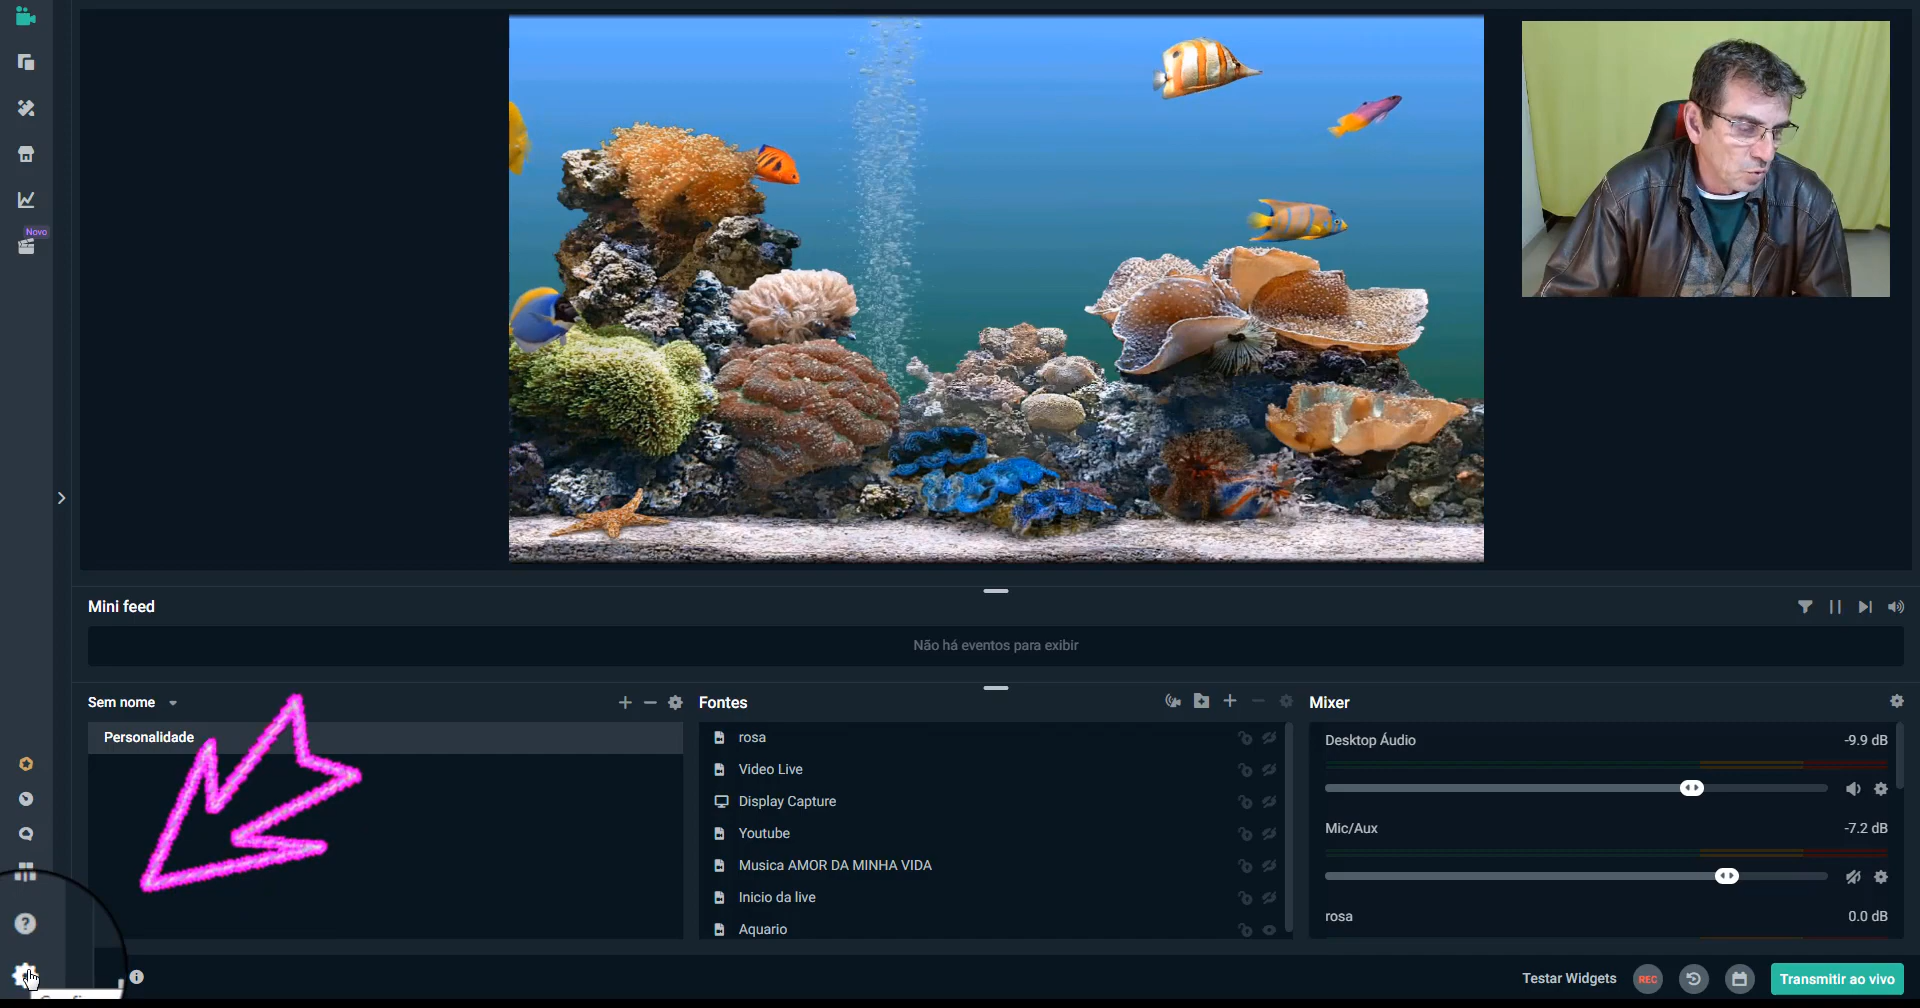 Novo
Mini feed
Não há eventos para exibir
Sem nome
Personalidade
Fontes
rosa
Video Live
Display Capture
Youtube
Musica AMOR DA MINHA VIDA
Inicio da live
Aquario
Mixer
Desktop Áudio -9.9 dB
Mic/Aux -7.2 dB
rosa 0.0 dB
Testar Widgets
REC
Transmitir ao vivo